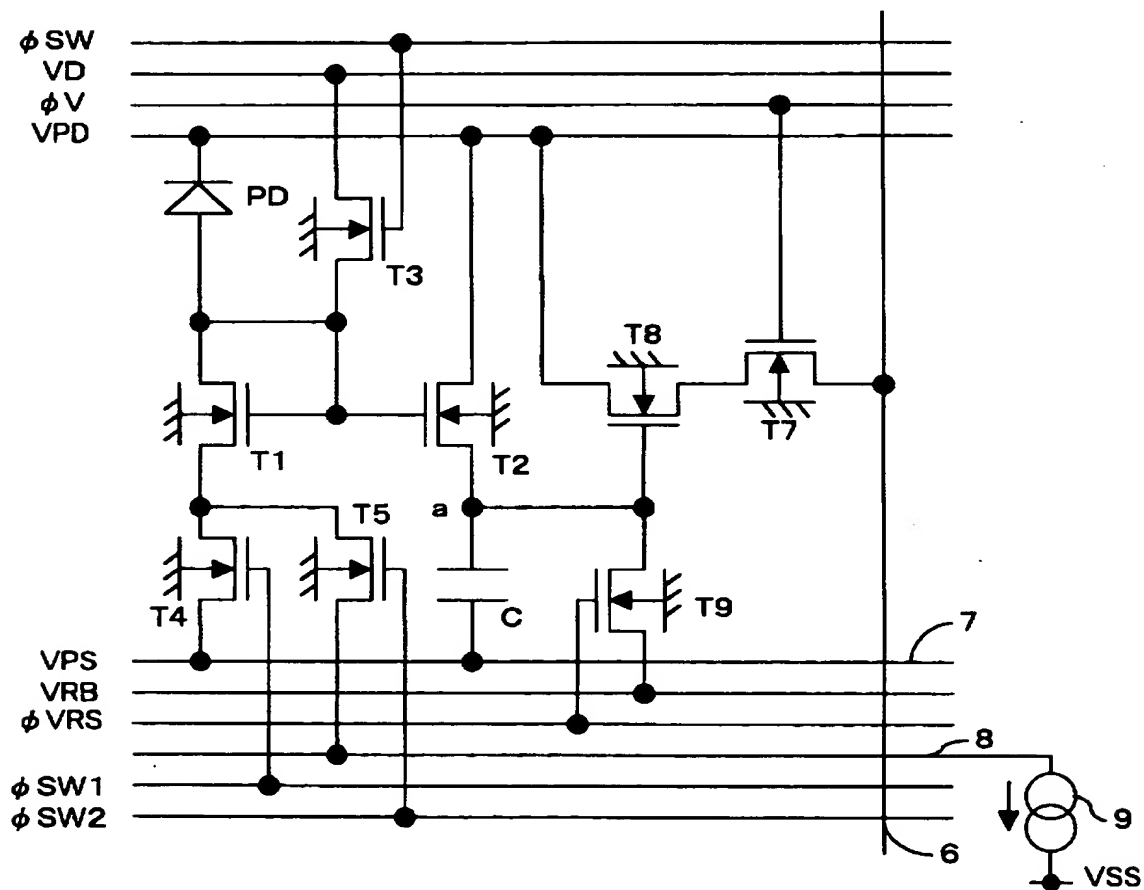 φSW
VD
φV
VPD
PD
T3
T8
T1
T2
T7
a
T5
T4
C
T9
7
VPS
VRB
φVRS
8
φSW1
φSW2
9
6
VSS